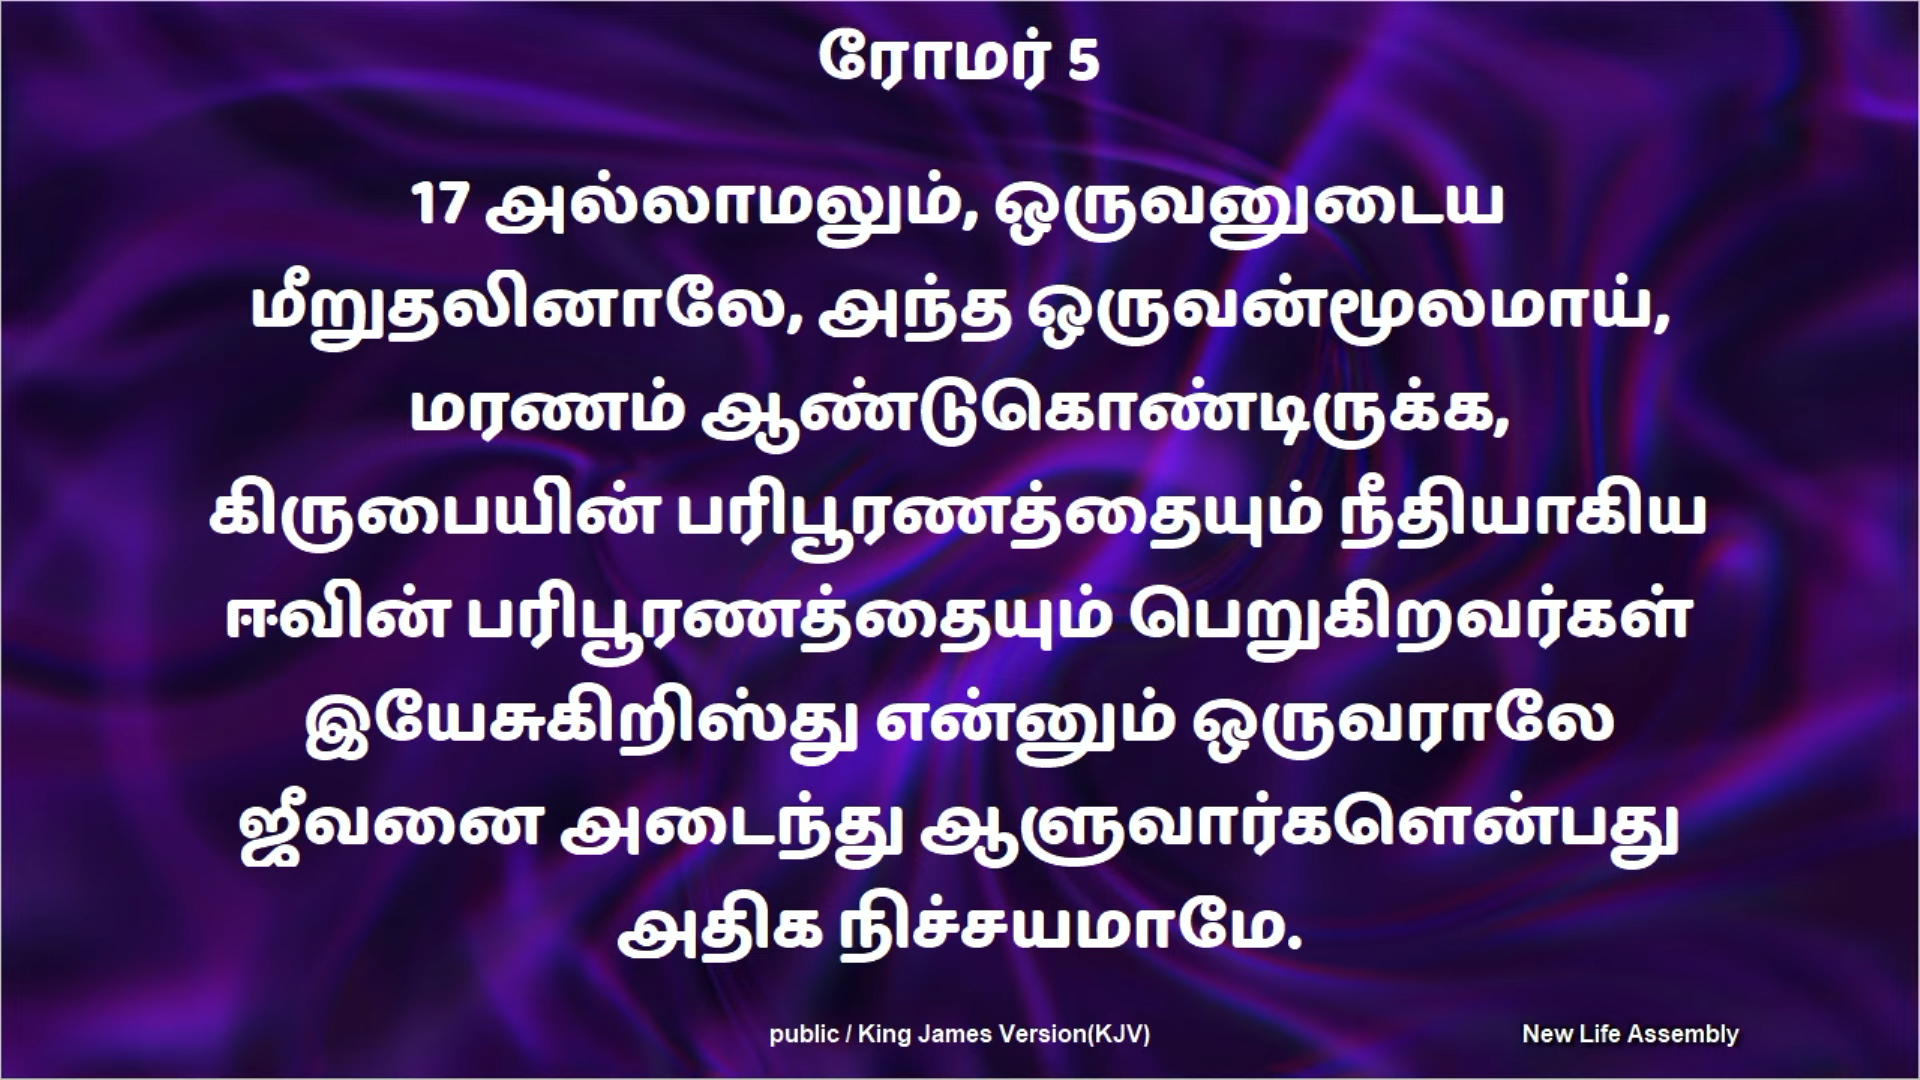 ரோமர் 5
17 அல்லாமலும், ஒருவனுடைய
மீறுதலினாலே, அந்த ஒருவன்மூலமாய்,
மரணம் ஆண்டுகொண்டிருக்க,
கிருபையின் பரிபூரணத்தையும் நீதியாகிய
ஈவின் பரிபூரணத்தையும் பெறுகிறவர்கள்
இயேசுகிறிஸ்து என்னும் ஒருவராலே
ஜீவனை அடைந்து ஆளுவார்களென்பது
அதிக நிச்சயமாமே.
public / King James Version(KJV)
New Life Assembly